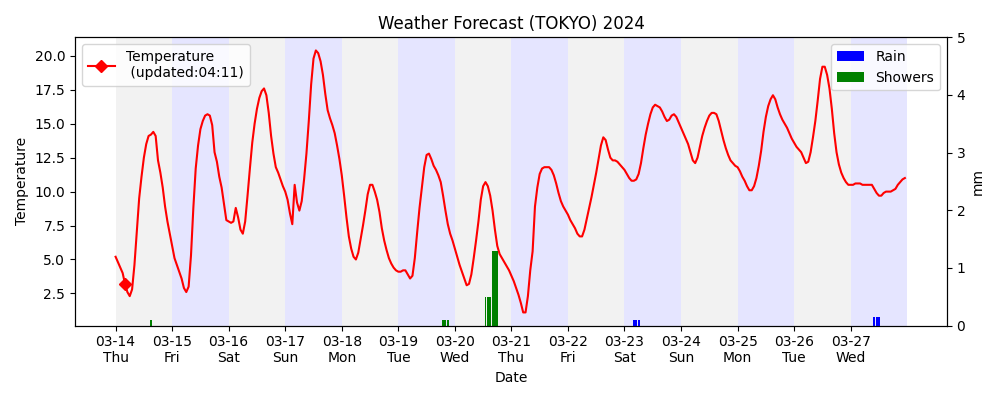 Weather Forecast (TOKYO) 2024
Temperature
(updated:04:11)
Rain
Showers
Temperature
20.0
17.5
15.0
12.5
10.0
7.5
5.0
2.5
5
4
3
2
1
0
mm
03-14 03-15 03-16 03-17 03-18 03-19 03-20 03-21 03-22 03-23 03-24 03-25 03-26 03-27
Thu Fri Sat Sun Mon Tue Wed Thu Fri Sat Sun Mon Tue Wed
Date